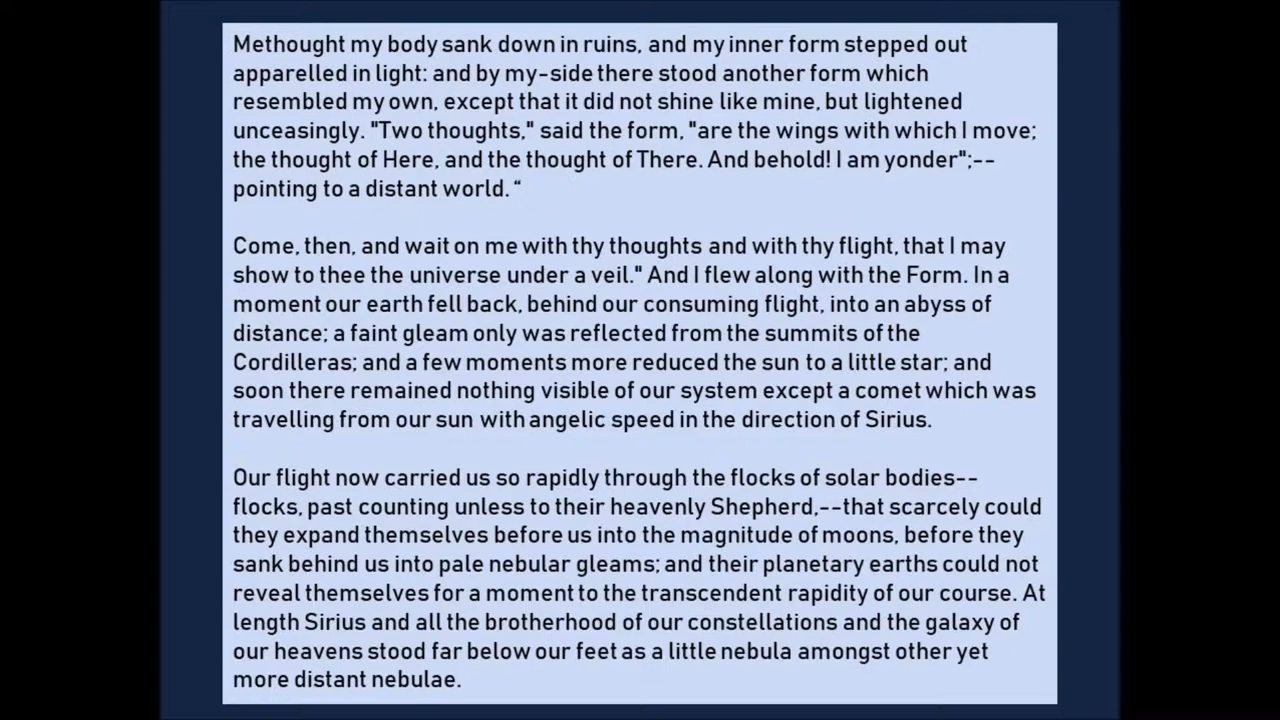 Methought my body sank down in ruins, and my inner form stepped out
apparelled in light: and by my-side there stood another form which
resembled my own, except that it did not shine like mine, but lightened
unceasingly. "Two thoughts," said the form, "are the wings with which I move;
the thought of Here, and the thought of There. And behold! I am yonder";--
pointing to a distant world. “
Come, then, and wait on me with thy thoughts and with thy flight, that I may
show to thee the universe under a veil." And I flew along with the Form. In a
moment our earth fell back, behind our consuming flight, into an abyss of
distance; a faint gleam only was reflected from the summits of the
Cordilleras; and a few moments more reduced the sun to a little star; and
soon there remained nothing visible of our system except a comet which was
travelling from our sun with angelic speed in the direction of Sirius.
Our flight now carried us so rapidly through the flocks of solar bodies--
flocks, past counting unless to their heavenly Shepherd,--that scarcely could
they expand themselves before us into the magnitude of moons, before they
sank behind us into pale nebular gleams; and their planetary earths could not
reveal themselves for a moment to the transcendent rapidity of our course. At
length Sirius and all the brotherhood of our constellations and the galaxy of
our heavens stood far below our feet as a little nebula amongst other yet
more distant nebulae.